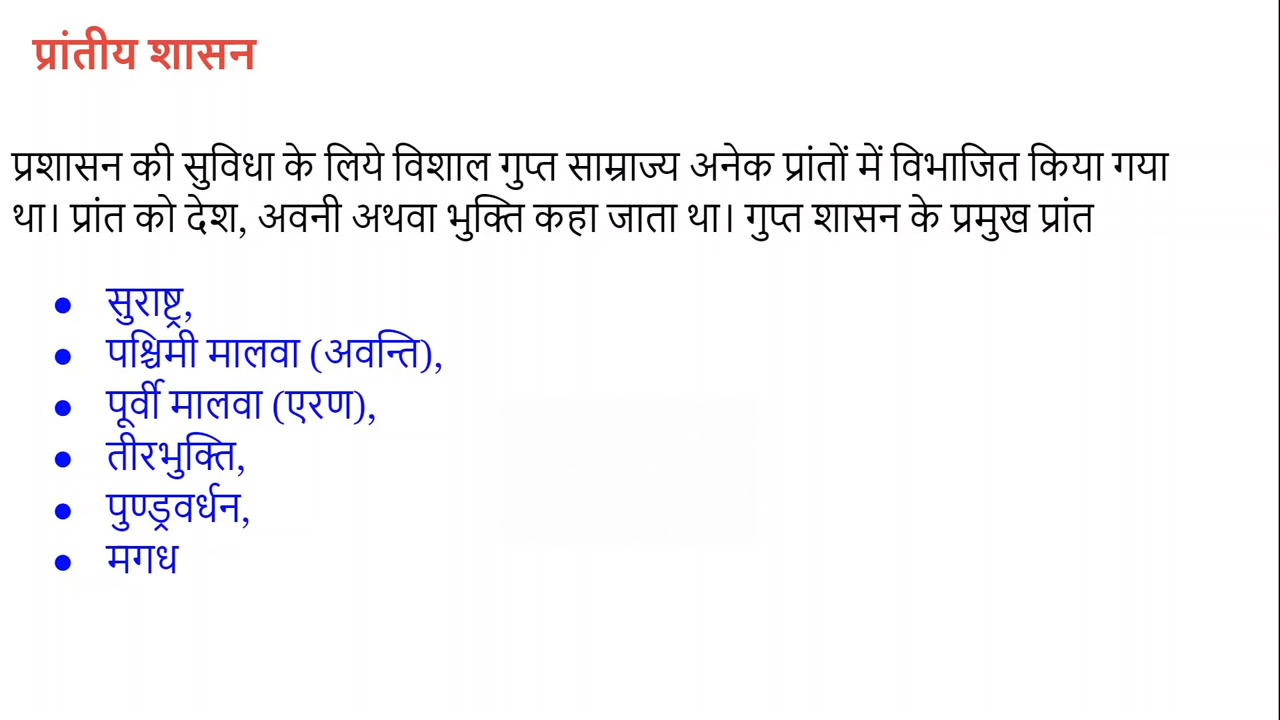 प्रांतीय शासन
प्रशासन की सुविधा के लिये विशाल गुप्त साम्राज्य अनेक प्रांतों में विभाजित किया गया
था। प्रांत को देश, अवनी अथवा भुक्ति कहा जाता था। गुप्त शासन के प्रमुख प्रांत
● सुराष्ट्र,
● पश्चिमी मालवा (अवन्ति),
● पूर्वी मालवा (एरण),
● तीरभुक्ति,
● पुण्ड्रवर्धन,
● मगध